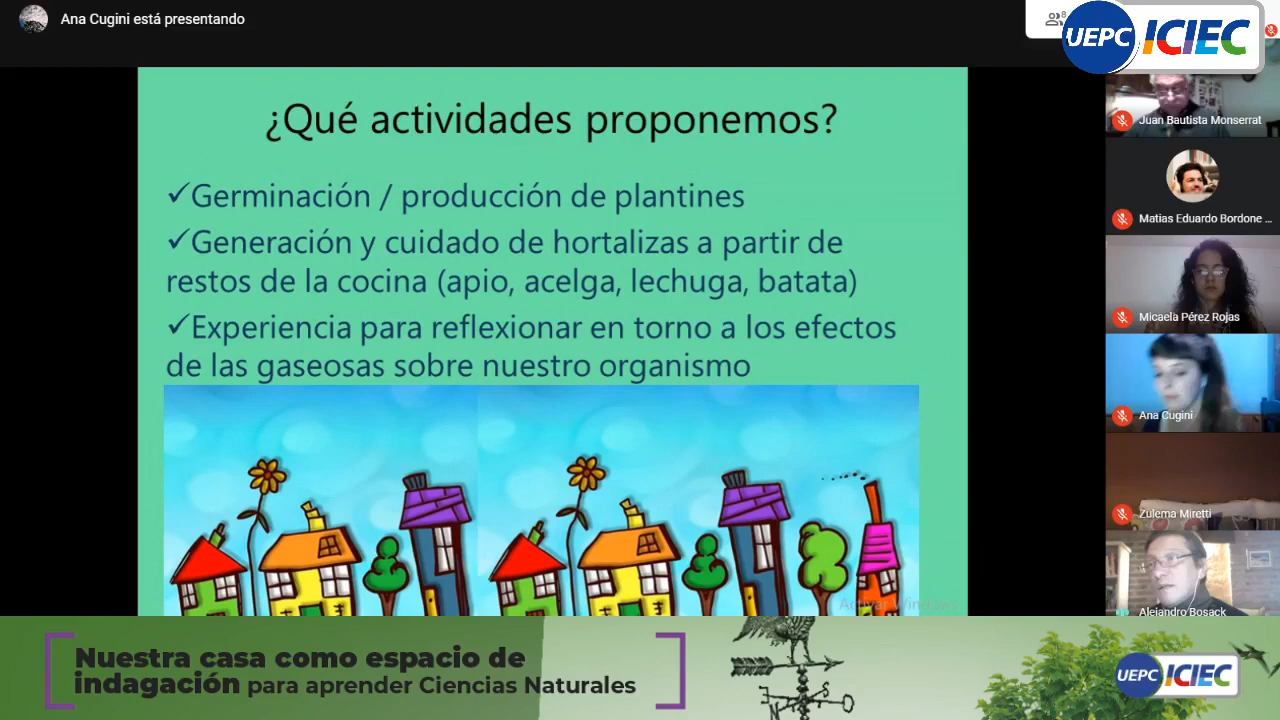 Ana Cugini está presentando
8
UEPC ICIEC
¿Qué actividades proponemos?
✓Germinación / producción de plantines
✓Generación y cuidado de hortalizas a partir de
restos de la cocina (apio, acelga, lechuga, batata)
✓Experiencia para reflexionar en torno a los efectos
de las gaseosas sobre nuestro organismo
Activar Windows
Juan Bautista Monserrat
Matias Eduardo Bordone ...
Micaela Pérez Rojas
Ana Cugini
Zulema Miretti
Alejandro Bosack
Nuestra casa como espacio de
indagación para aprender Ciencias Naturales
UEPC ICIEC